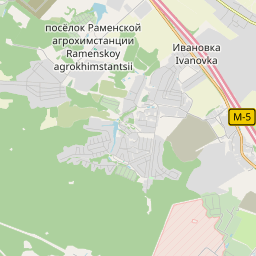 посёлок Раменской
агрохимстанции
Ramenskoy
agrokhimstantsii
Ивановка
Ivanovka
M-5